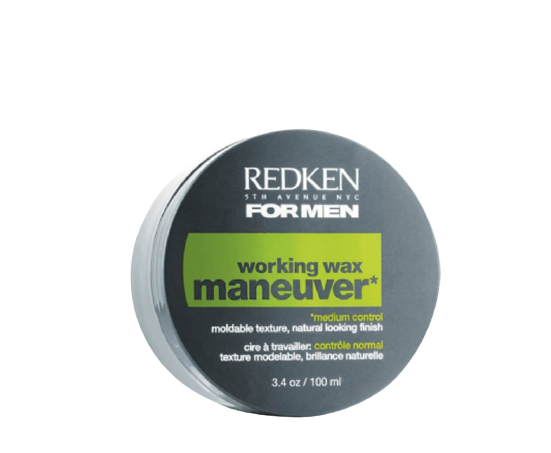 REDKEN
5TH AVENUE NYC
FOR MEN
working wax
maneuver*
*medium control
moldable texture, natural looking finish
cire à travailler: contrôle normal
texture modelable, brillance naturelle
3.4 oz / 100 ml